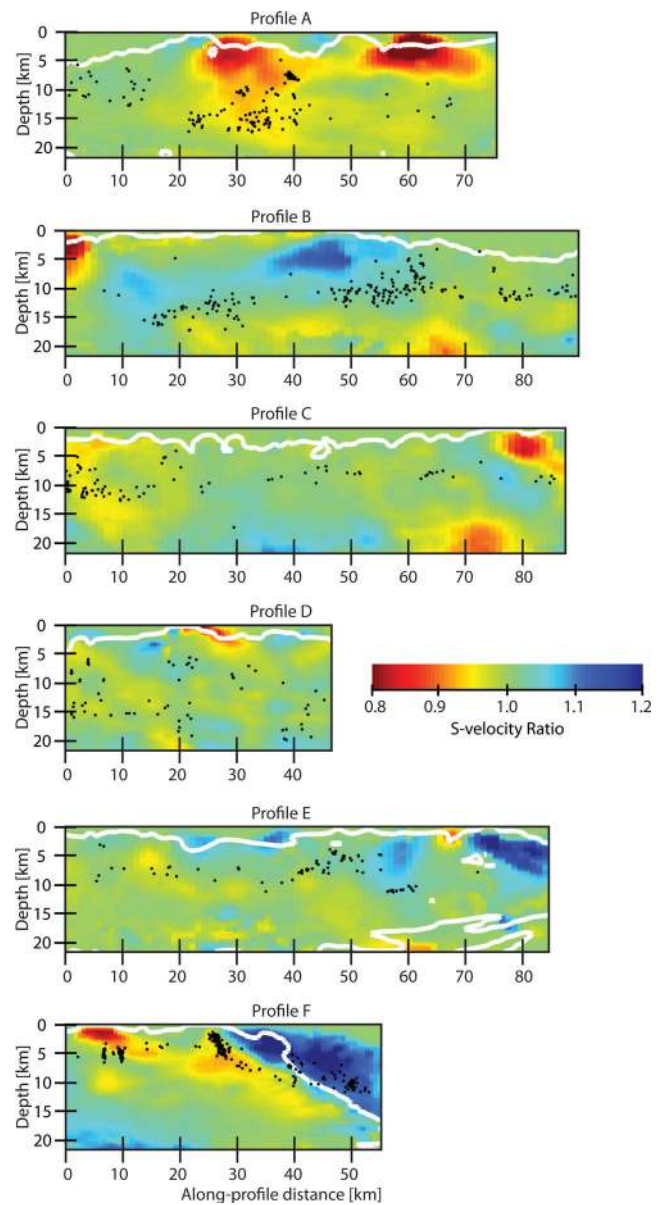 Profile A
Depth [km]
0
5
10
15
20
0 10 20 30 40 50 60 70
Profile B
Depth [km]
0
5
10
15
20
0 10 20 30 40 50 60 70 80
Profile C
Depth [km]
0
5
10
15
20
0 10 20 30 40 50 60 70 80
Profile D
Depth [km]
0
5
10
15
20
0 10 20 30 40
0.8 0.9 1.0 1.1 1.2
S-velocity Ratio
Profile E
Depth [km]
0
5
10
15
20
0 10 20 30 40 50 60 70 80
Profile F
Depth [km]
0
5
10
15
20
0 10 20 30 40 50
Along-profile distance [km]